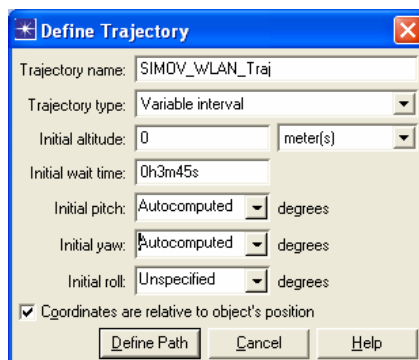 Define Trajectory
Trajectory name: SIMOV_WLAN_Traj
Trajectory type: Variable interval
Initial altitude: 0 meter(s)
Initial wait time: 0h3m45s
Initial pitch: Autocomputed degrees
Initial yaw: Autocomputed degrees
Initial roll: Unspecified degrees
Coordinates are relative to object's position
Define Path Cancel Help